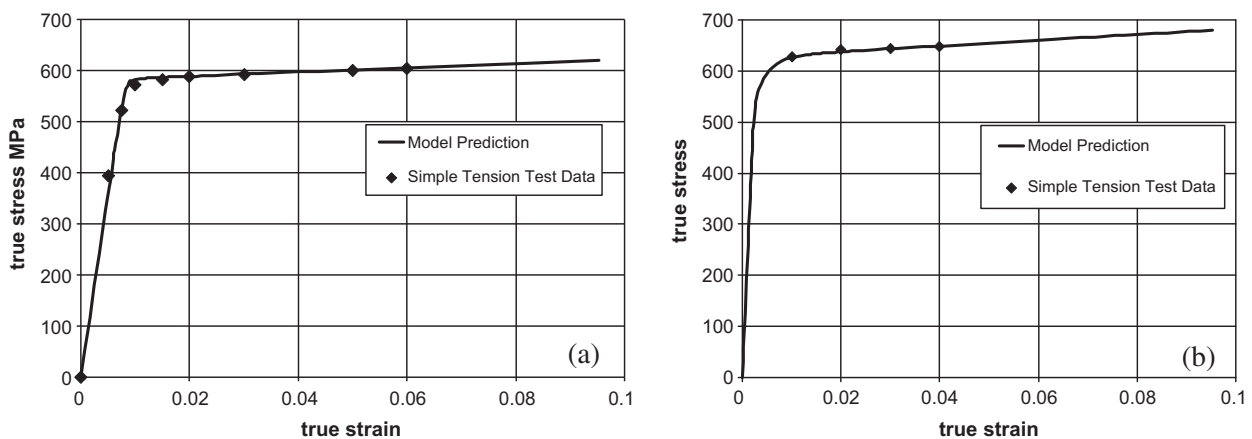 700
600
500
400
300
200
100
0
true stress MPa
Model Prediction
Simple Tension Test Data
(a)
0 0.02 0.04 0.06 0.08 0.1
true strain
700
600
500
400
300
200
100
0
true stress
Model Prediction
Simple Tension Test Data
(b)
0 0.02 0.04 0.06 0.08 0.1
true strain